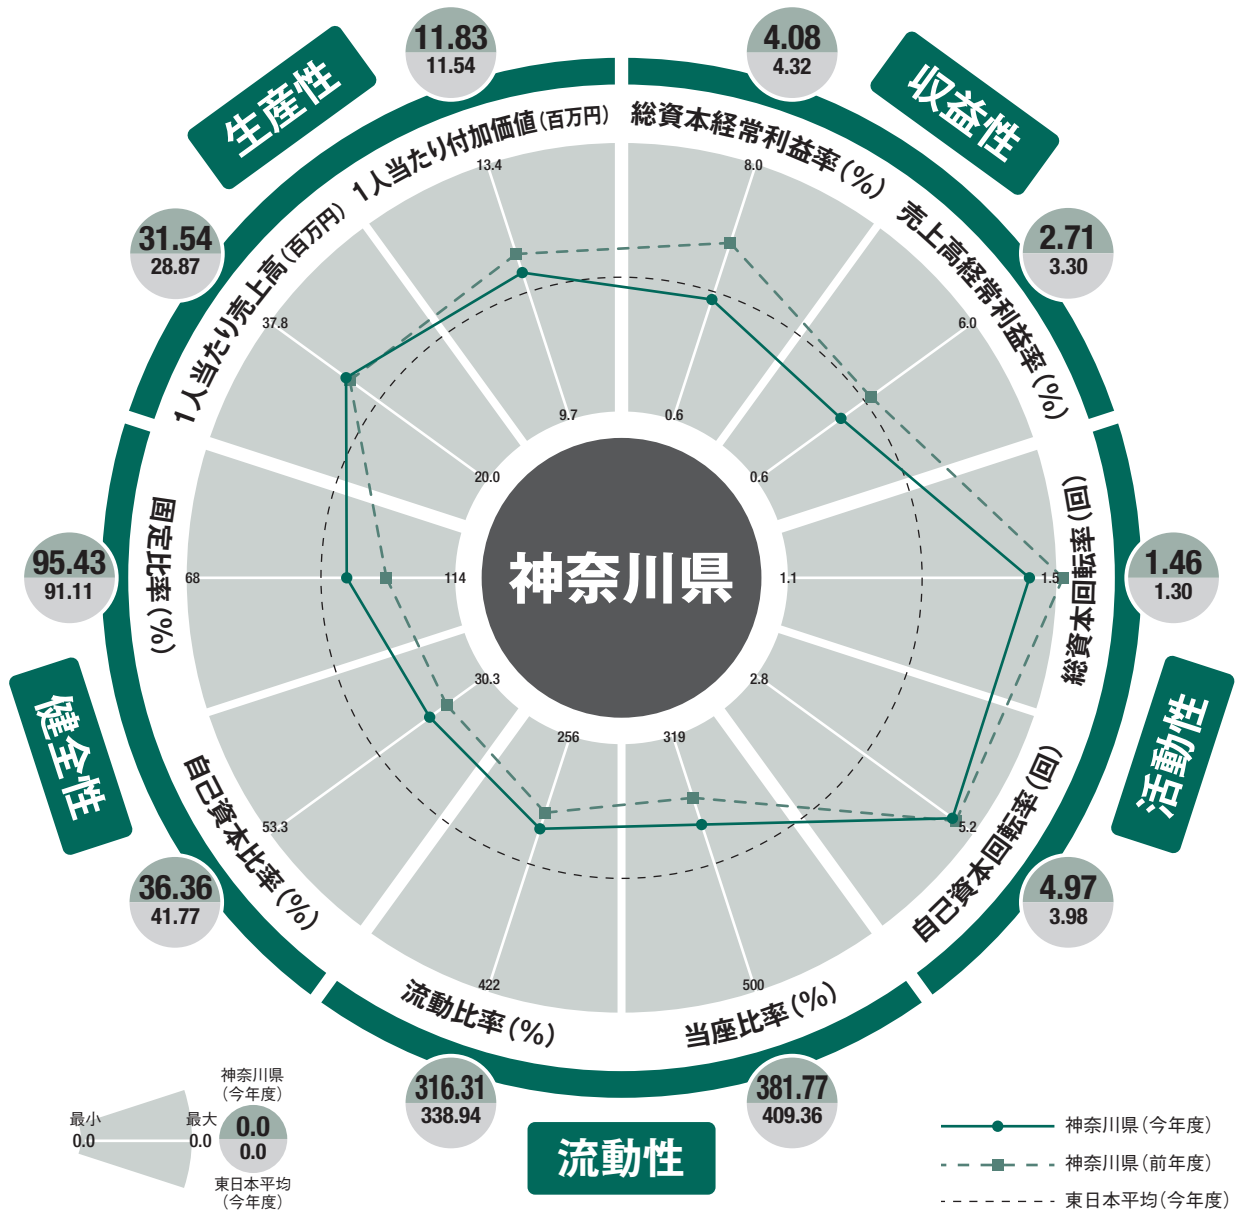 神奈川県
収益性
総資本経常利益率(%)
4.08
4.32
8.0
0.6
売上高経常利益率(%)
2.71
3.30
6.0
0.6
活動性
総資本回転率(回)
1.46
1.30
1.5
1.1
自己資本回転率(回)
4.97
3.98
5.2
2.8
流動性
当座比率(%)
381.77
409.36
500
319
流動比率(%)
316.31
338.94
422
256
健全性
自己資本比率(%)
36.36
41.77
53.3
30.3
固定比率(%)
95.43
91.11
68
114
生産性
1人当たり売上高(百万円)
31.54
28.87
37.8
20.0
1人当たり付加価値(百万円)
11.83
11.54
13.4
9.7
最小
0.0
最大
0.0
神奈川県
(今年度)
0.0
0.0
東日本平均
(今年度)
神奈川県(今年度)
神奈川県(前年度)
東日本平均(今年度)